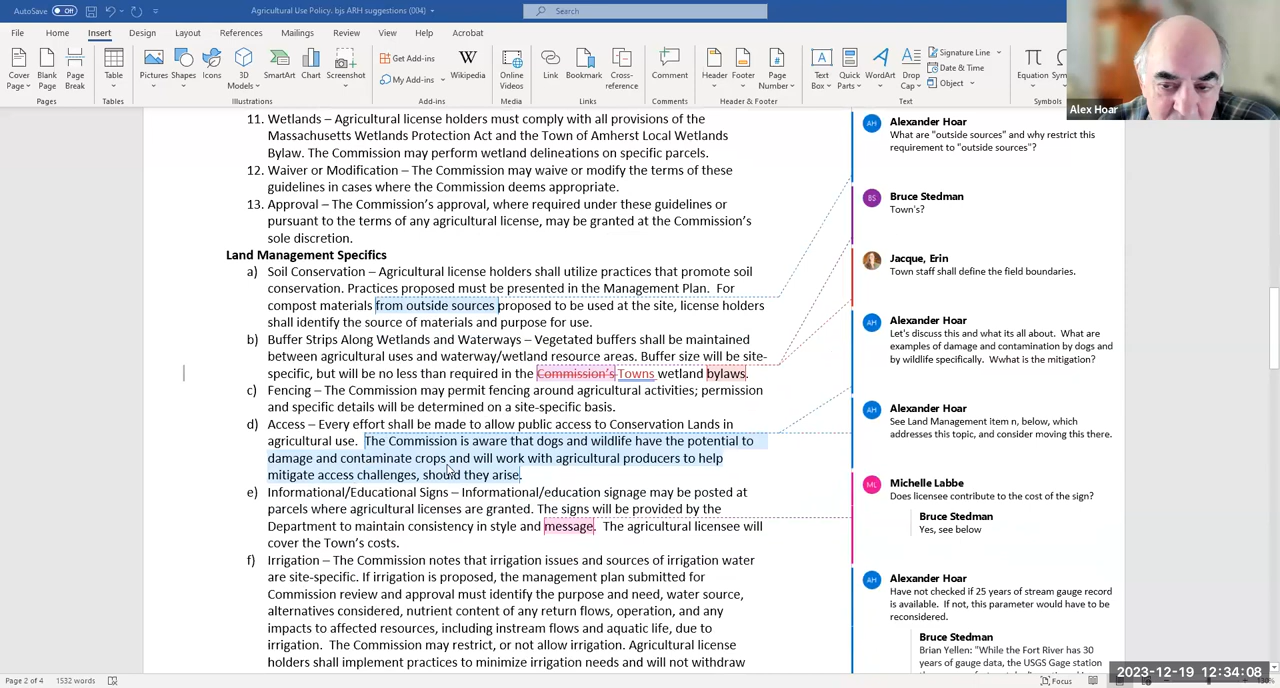 AutoSave Off
Agricultural Use Policy. bjs ARH suggestions (004)
Search
File Home Insert Design Layout References Mailings Review View Help Acrobat
Cover Page
Blank Page
Page Break
Pages
Table
Tables
Pictures
Shapes
Icons
3D Models
SmartArt
Chart
Screenshot
Illustrations
Get Add-ins
My Add-ins
Wikipedia
Add-ins
Online Videos
Media
Link
Bookmark
Cross-reference
Links
Comment
Comments
Header
Footer
Page Number
Header & Footer
Text Box
Quick Parts
WordArt
Drop Cap
Signature Line
Date & Time
Object
Text
Equation
Symbols
Alex Hoar
11. Wetlands – Agricultural license holders must comply with all provisions of the
Massachusetts Wetlands Protection Act and the Town of Amherst Local Wetlands
Bylaw. The Commission may perform wetland delineations on specific parcels.
12. Waiver or Modification – The Commission may waive or modify the terms of these
guidelines in cases where the Commission deems appropriate.
13. Approval – The Commission's approval, where required under these guidelines or
pursuant to the terms of any agricultural license, may be granted at the Commission's
sole discretion.
Land Management Specifics
a) Soil Conservation – Agricultural license holders shall utilize practices that promote soil
conservation. Practices proposed must be presented in the Management Plan. For
compost materials from outside sources proposed to be used at the site, license holders
shall identify the source of materials and purpose for use.
b) Buffer Strips Along Wetlands and Waterways – Vegetated buffers shall be maintained
between agricultural uses and waterway/wetland resource areas. Buffer size will be site-
specific, but will be no less than required in the Commission's Towns wetland bylaws.
c) Fencing – The Commission may permit fencing around agricultural activities; permission
and specific details will be determined on a site-specific basis.
d) Access – Every effort shall be made to allow public access to Conservation Lands in
agricultural use. The Commission is aware that dogs and wildlife have the potential to
damage and contaminate crops and will work with agricultural producers to help
mitigate access challenges, should they arise.
e) Informational/Educational Signs – Informational/education signage may be posted at
parcels where agricultural licenses are granted. The signs will be provided by the
Department to maintain consistency in style and message. The agricultural licensee will
cover the Town's costs.
f) Irrigation – The Commission notes that irrigation issues and sources of irrigation water
are site-specific. If irrigation is proposed, the management plan submitted for
Commission review and approval must identify the purpose and need, water source,
alternatives considered, nutrient content of any return flows, operation, and any
impacts to affected resources, including instream flows and aquatic life, due to
irrigation. The Commission may restrict, or not allow irrigation. Agricultural license
holders shall implement practices to minimize irrigation needs and will not withdraw
AH Alexander Hoar
What are "outside sources" and why restrict this
requirement to "outside sources"?
BS Bruce Stedman
Town's?
Jacque, Erin
Town staff shall define the field boundaries.
AH Alexander Hoar
Let's discuss this and what its all about. What are
examples of damage and contamination by dogs and
by wildlife specifically. Wwhat is the mitigation?
AH Alexander Hoar
See Land Management item n, below, which
addresses this topic, and consider moving this there.
ML Michelle Labbe
Does licensee contribute to the cost of the sign?
Bruce Stedman
Yes, see below
AH Alexander Hoar
Have not checked if 25 years of stream gauge record
is available. If not, this parameter would have to be
reconsidered.
Bruce Stedman
Brian Yellen: "While the Fort River has 30
years of gauge data, the USGS Gage station
Page 2 of 4 1532 words
Focus
2023-12-19 12:34:08